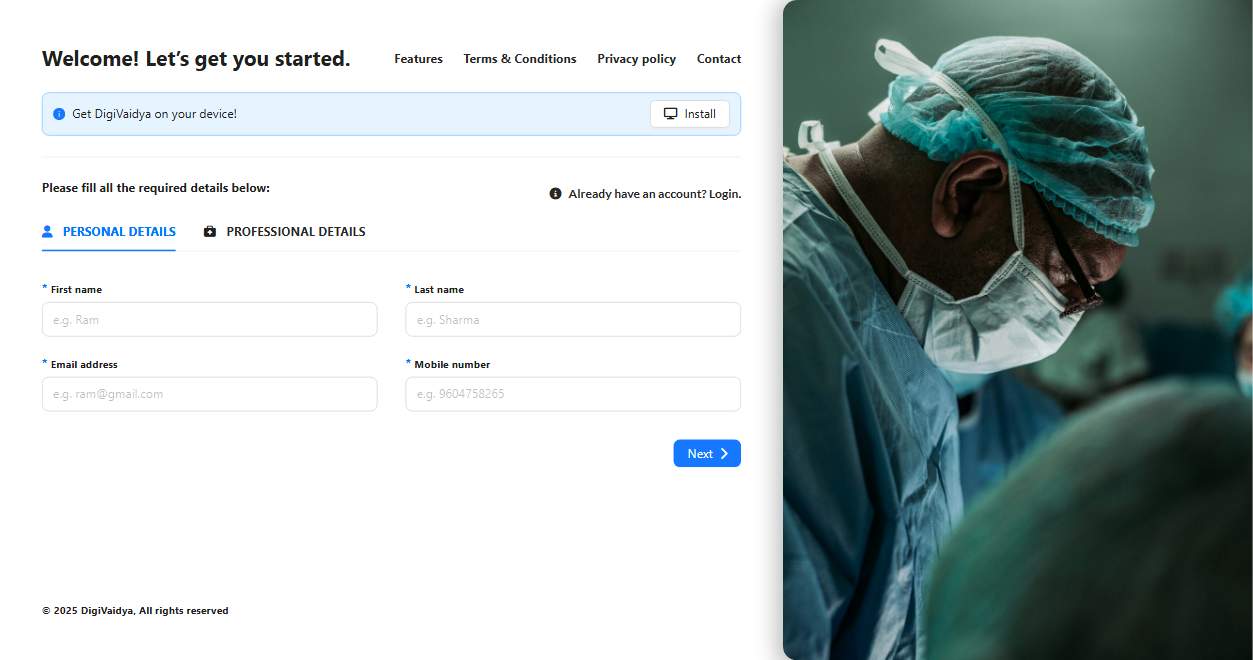 Welcome! Let’s get you started.
Features
Terms & Conditions
Privacy policy
Contact
Get DigiVaidya on your device!
Install
Please fill all the required details below:
Already have an account? Login.
PERSONAL DETAILS
PROFESSIONAL DETAILS
* First name
* Last name
e.g. Ram
e.g. Sharma
* Email address
* Mobile number
e.g. ram@gmail.com
e.g. 9604758265
Next
© 2025 DigiVaidya, All rights reserved